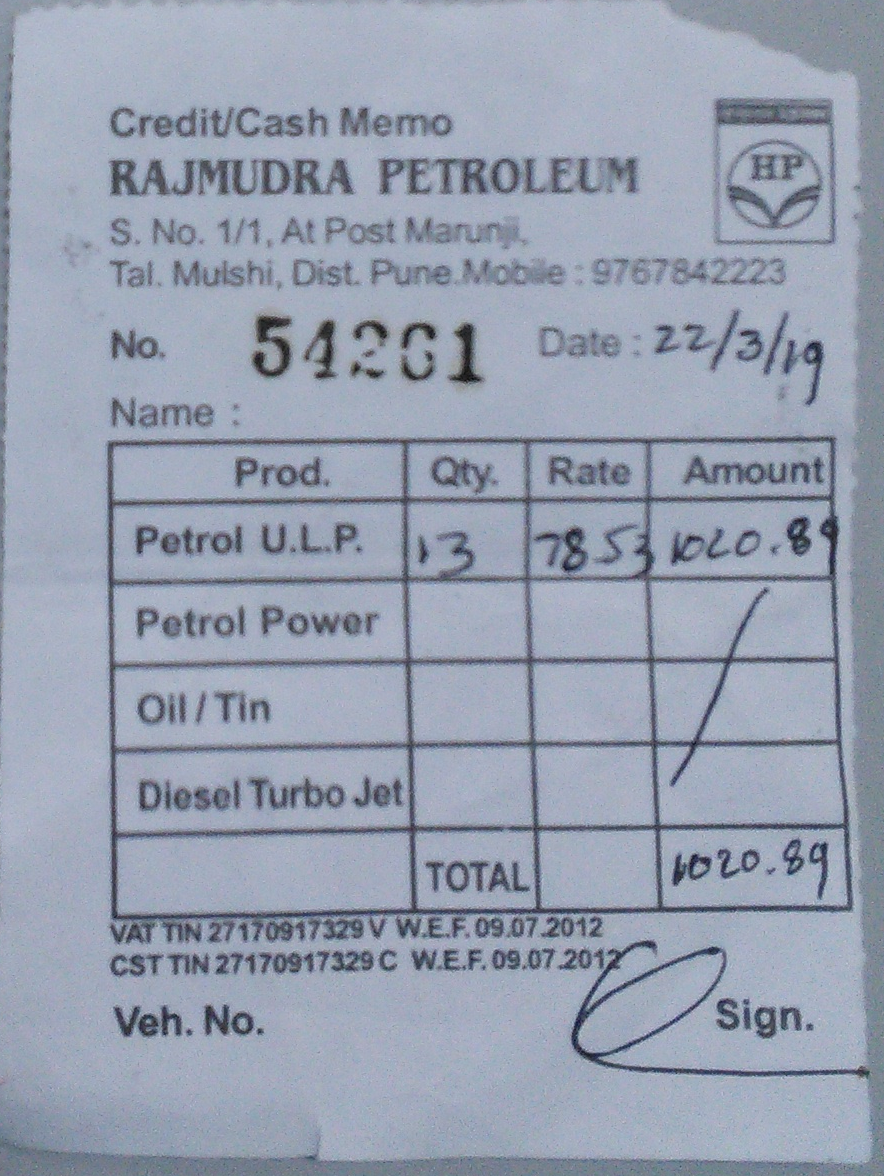 Credit/Cash Memo
HP
RAJMUDRA PETROLEUM
S. No. 1/1, At Post Marunji,
Tal. Mulshi, Dist. Pune.Mobile : 9767842223
No. 54201 Date : 22/3/19
Name :
Prod. Qty. Rate Amount
Petrol U.L.P. 13 78 53 1020.89
Petrol Power
Oil / Tin
Diesel Turbo Jet
TOTAL 1020.89
VAT TIN 27170917329 V W.E.F. 09.07.2012
CST TIN 27170917329 C W.E.F. 09.07.2012
Veh. No. Sign.